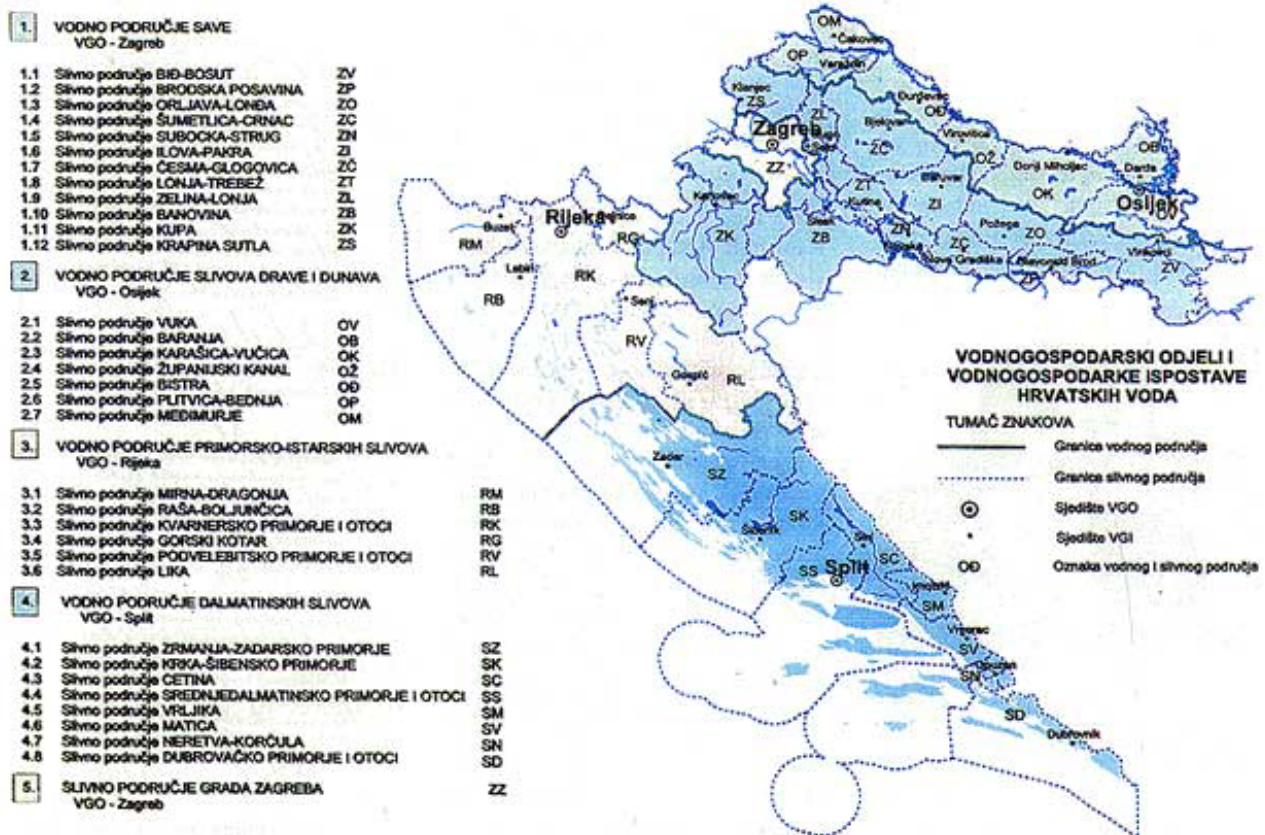 1. VODNO PODRUČJE SAVE
VGO - Zagreb
1.1 Slivno područje BIĐ-BOSUT ZV
1.2 Slivno područje BRODSKA POSAVINA ZP
1.3 Slivno područje ORLJAVA-LONĐA ZO
1.4 Slivno područje ŠUMETLICA-CRNAC ZC
1.5 Slivno područje SUBOCKA-STRUG ZN
1.6 Slivno područje ILOVA-PAKRA ZI
1.7 Slivno područje ČESMA-GLOGOVICA ZČ
1.8 Slivno područje LONJA-TREBEŽ ZT
1.9 Slivno područje ZELINA-LONJA ZL
1.10 Slivno područje BANOVINA ZB
1.11 Slivno područje KUPA ZK
1.12 Slivno područje KRAPINA SUTLA ZS
2. VODNO PODRUČJE SLIVOVA DRAVE I DUNAVA
VGO - Osijek
2.1 Slivno područje VUKA OV
2.2 Slivno područje BARANJA OB
2.3 Slivno područje KARAŠICA-VUČICA OK
2.4 Slivno područje ŽUPANIJSKI KANAL OŽ
2.5 Slivno područje BISTRA OĐ
2.6 Slivno područje PLITVICA-BEDNJA OP
2.7 Slivno područje MEĐIMURJE OM
3. VODNO PODRUČJE PRIMORSKO-ISTARSKIH SLIVOVA
VGO - Rijeka
3.1 Slivno područje MIRNA-DRAGONJA RM
3.2 Slivno područje RAŠA-BOLJUNČICA RB
3.3 Slivno područje KVARNERSKO PRIMORJE I OTOCI RK
3.4 Slivno područje GORSKI KOTAR RG
3.5 Slivno područje PODVELEBITSKO PRIMORJE I OTOCI RV
3.6 Slivno područje LIKA RL
4. VODNO PODRUČJE DALMATINSKIH SLIVOVA
VGO - Split
4.1 Slivno područje ZRMANJA-ZADARSKO PRIMORJE SZ
4.2 Slivno područje KRKA-ŠIBENSKO PRIMORJE SK
4.3 Slivno područje CETINA SC
4.4 Slivno područje SREDNJEDALMATINSKO PRIMORJE I OTOCI SS
4.5 Slivno područje VRLJIKA SM
4.6 Slivno područje MATICA SV
4.7 Slivno područje NERETVA-KORČULA SN
4.8 Slivno područje DUBROVAČKO PRIMORJE I OTOCI SD
5. SLIVNO PODRUČJE GRADA ZAGREBA ZZ
VGO - Zagreb
OM
Čakovec
OP
Varaždin
Klanjec
ZS
Đurđevac
OĐ
ZL
Zagreb
Bjelovar
Virovitica
ZČ
OŽ
Donji Miholjac
OB
Darda
ZZ
OK
Osijek
OV
Karlovac
ZT
Kutina
Daruvar
ZI
Požega
ZO
Buzet
Rijeka
RM
RG
ZK
Sisak
ZB
ZN
ZC
Nova Gradiška
Slavonski Brod
ZP
Vinkovci
ZV
Labin
RK
RB
Senj
RV
Gospić
RL
Zadar
SZ
SK
Šibenik
Sinj
SC
SS
Split
Imotski
SM
Vrgorac
SV
Opuzen
SN
SD
Dubrovnik
VODNOGOSPODARSKI ODJELI I
VODNOGOSPODARKE ISPOSTAVE
HRVATSKIH VODA
TUMAČ ZNAKOVA
Granica vodnog područja
Granica slivnog područja
Sjedište VGO
Sjedište VGI
OĐ Oznaka vodnog i slivnog područja